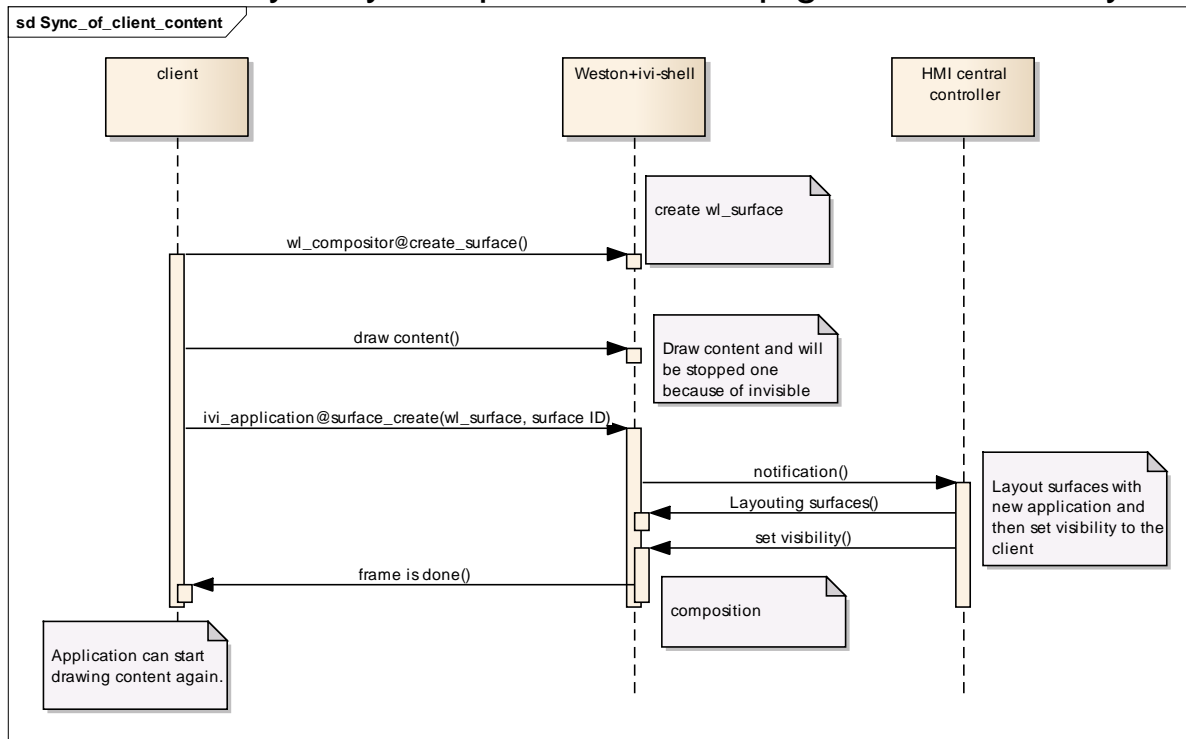 sd Sync_of_client_content
client
Weston+ivi-shell
HMI central
controller
create wl_surface
wl_compositor@create_surface()
draw content()
Draw content and will
be stopped one
because of invisible
ivi_application@surface_create(wl_surface, surface ID)
notification()
Layout surfaces with
new application and
then set visibility to the
client
Layouting surfaces()
set visibility()
frame is done()
composition
Application can start
drawing content again.